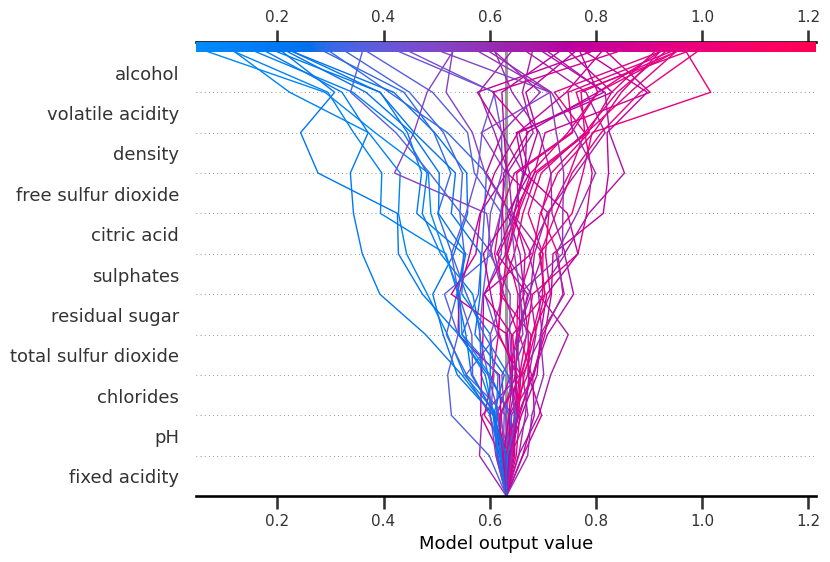 0.2 0.4 0.6 0.8 1.0 1.2
alcohol
volatile acidity
density
free sulfur dioxide
citric acid
sulphates
residual sugar
total sulfur dioxide
chlorides
pH
fixed acidity
0.2 0.4 0.6 0.8 1.0 1.2
Model output value